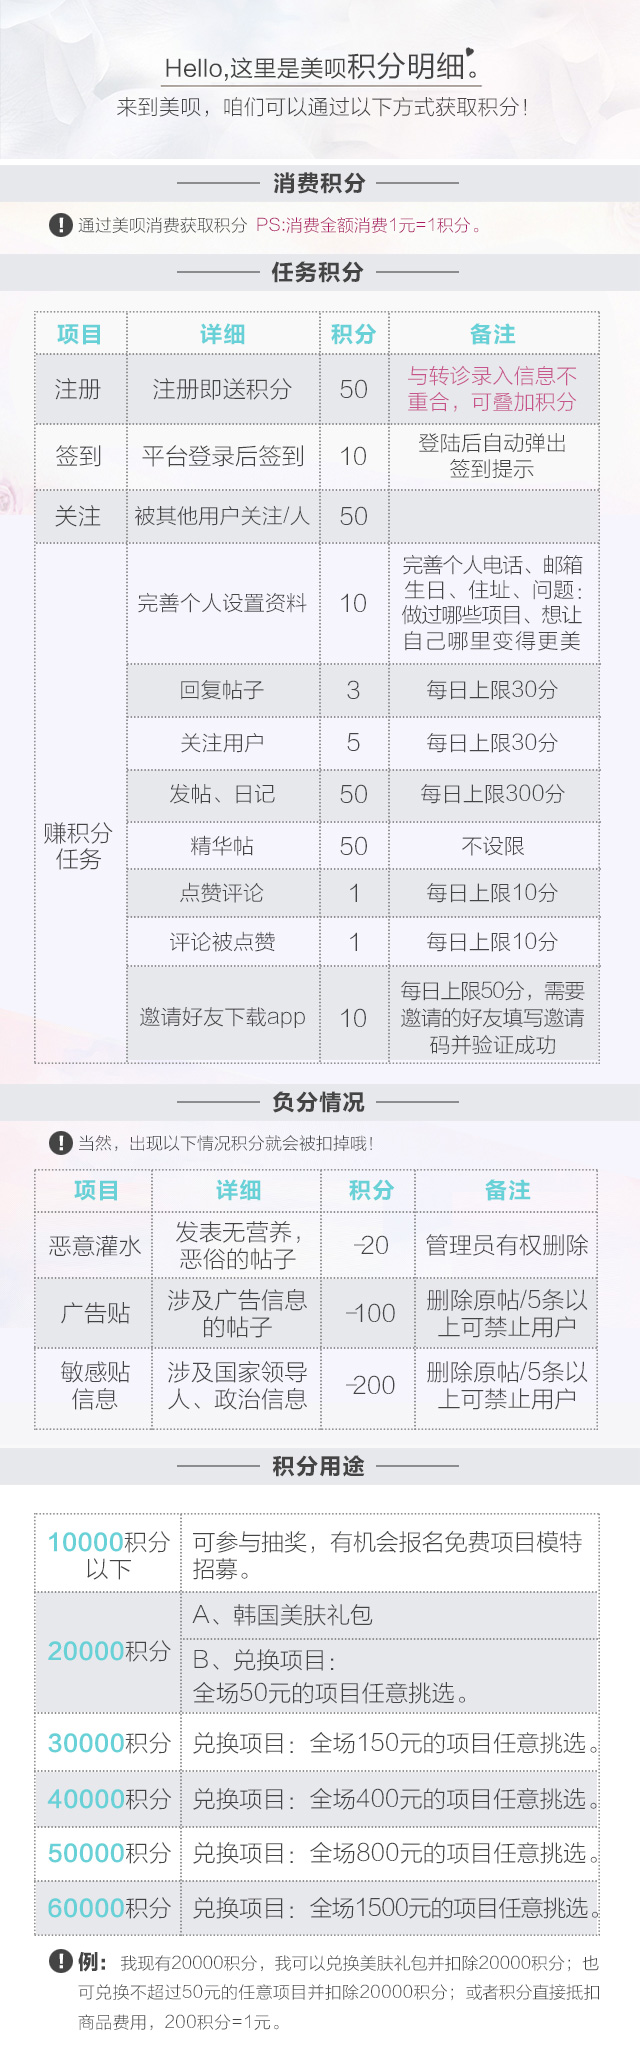 Hello,这里是美呗积分明细。
来到美呗，咱们可以通过以下方式获取积分！
消费积分
通过美呗消费获取积分 PS:消费金额消费1元=1积分。
任务积分
项目 详细 积分 备注
注册 注册即送积分 50 与转诊录入信息不
重合，可叠加积分
签到 平台登录后签到 10 登陆后自动弹出
签到提示
关注 被其他用户关注/人 50
赚积分
任务
完善个人设置资料 10 完善个人电话、邮箱
生日、住址、问题：
做过哪些项目、想让
自己哪里变得更美
回复帖子 3 每日上限30分
关注用户 5 每日上限30分
发帖、日记 50 每日上限300分
精华帖 50 不设限
点赞评论 1 每日上限10分
评论被点赞 1 每日上限10分
邀请好友下载app 10 每日上限50分，需要
邀请的好友填写邀请
码并验证成功
负分情况
当然，出现以下情况积分就会被扣掉哦！
项目 详细 积分 备注
恶意灌水 发表无营养，
恶俗的帖子 -20 管理员有权删除
广告贴 涉及广告信息
的帖子 -100 删除原帖/5条以
上可禁止用户
敏感贴
信息 涉及国家领导
人、政治信息 -200 删除原帖/5条以
上可禁止用户
积分用途
10000积分
以下 可参与抽奖，有机会报名免费项目模特
招募。
20000积分 A、韩国美肤礼包
B、兑换项目：
全场50元的项目任意挑选。
30000积分 兑换项目：全场150元的项目任意挑选。
40000积分 兑换项目：全场400元的项目任意挑选。
50000积分 兑换项目：全场800元的项目任意挑选。
60000积分 兑换项目：全场1500元的项目任意挑选。
例：我现有20000积分，我可以兑换美肤礼包并扣除20000积分；也
可兑换不超过50元的任意项目并扣除20000积分；或者积分直接抵扣
商品费用，200积分=1元。